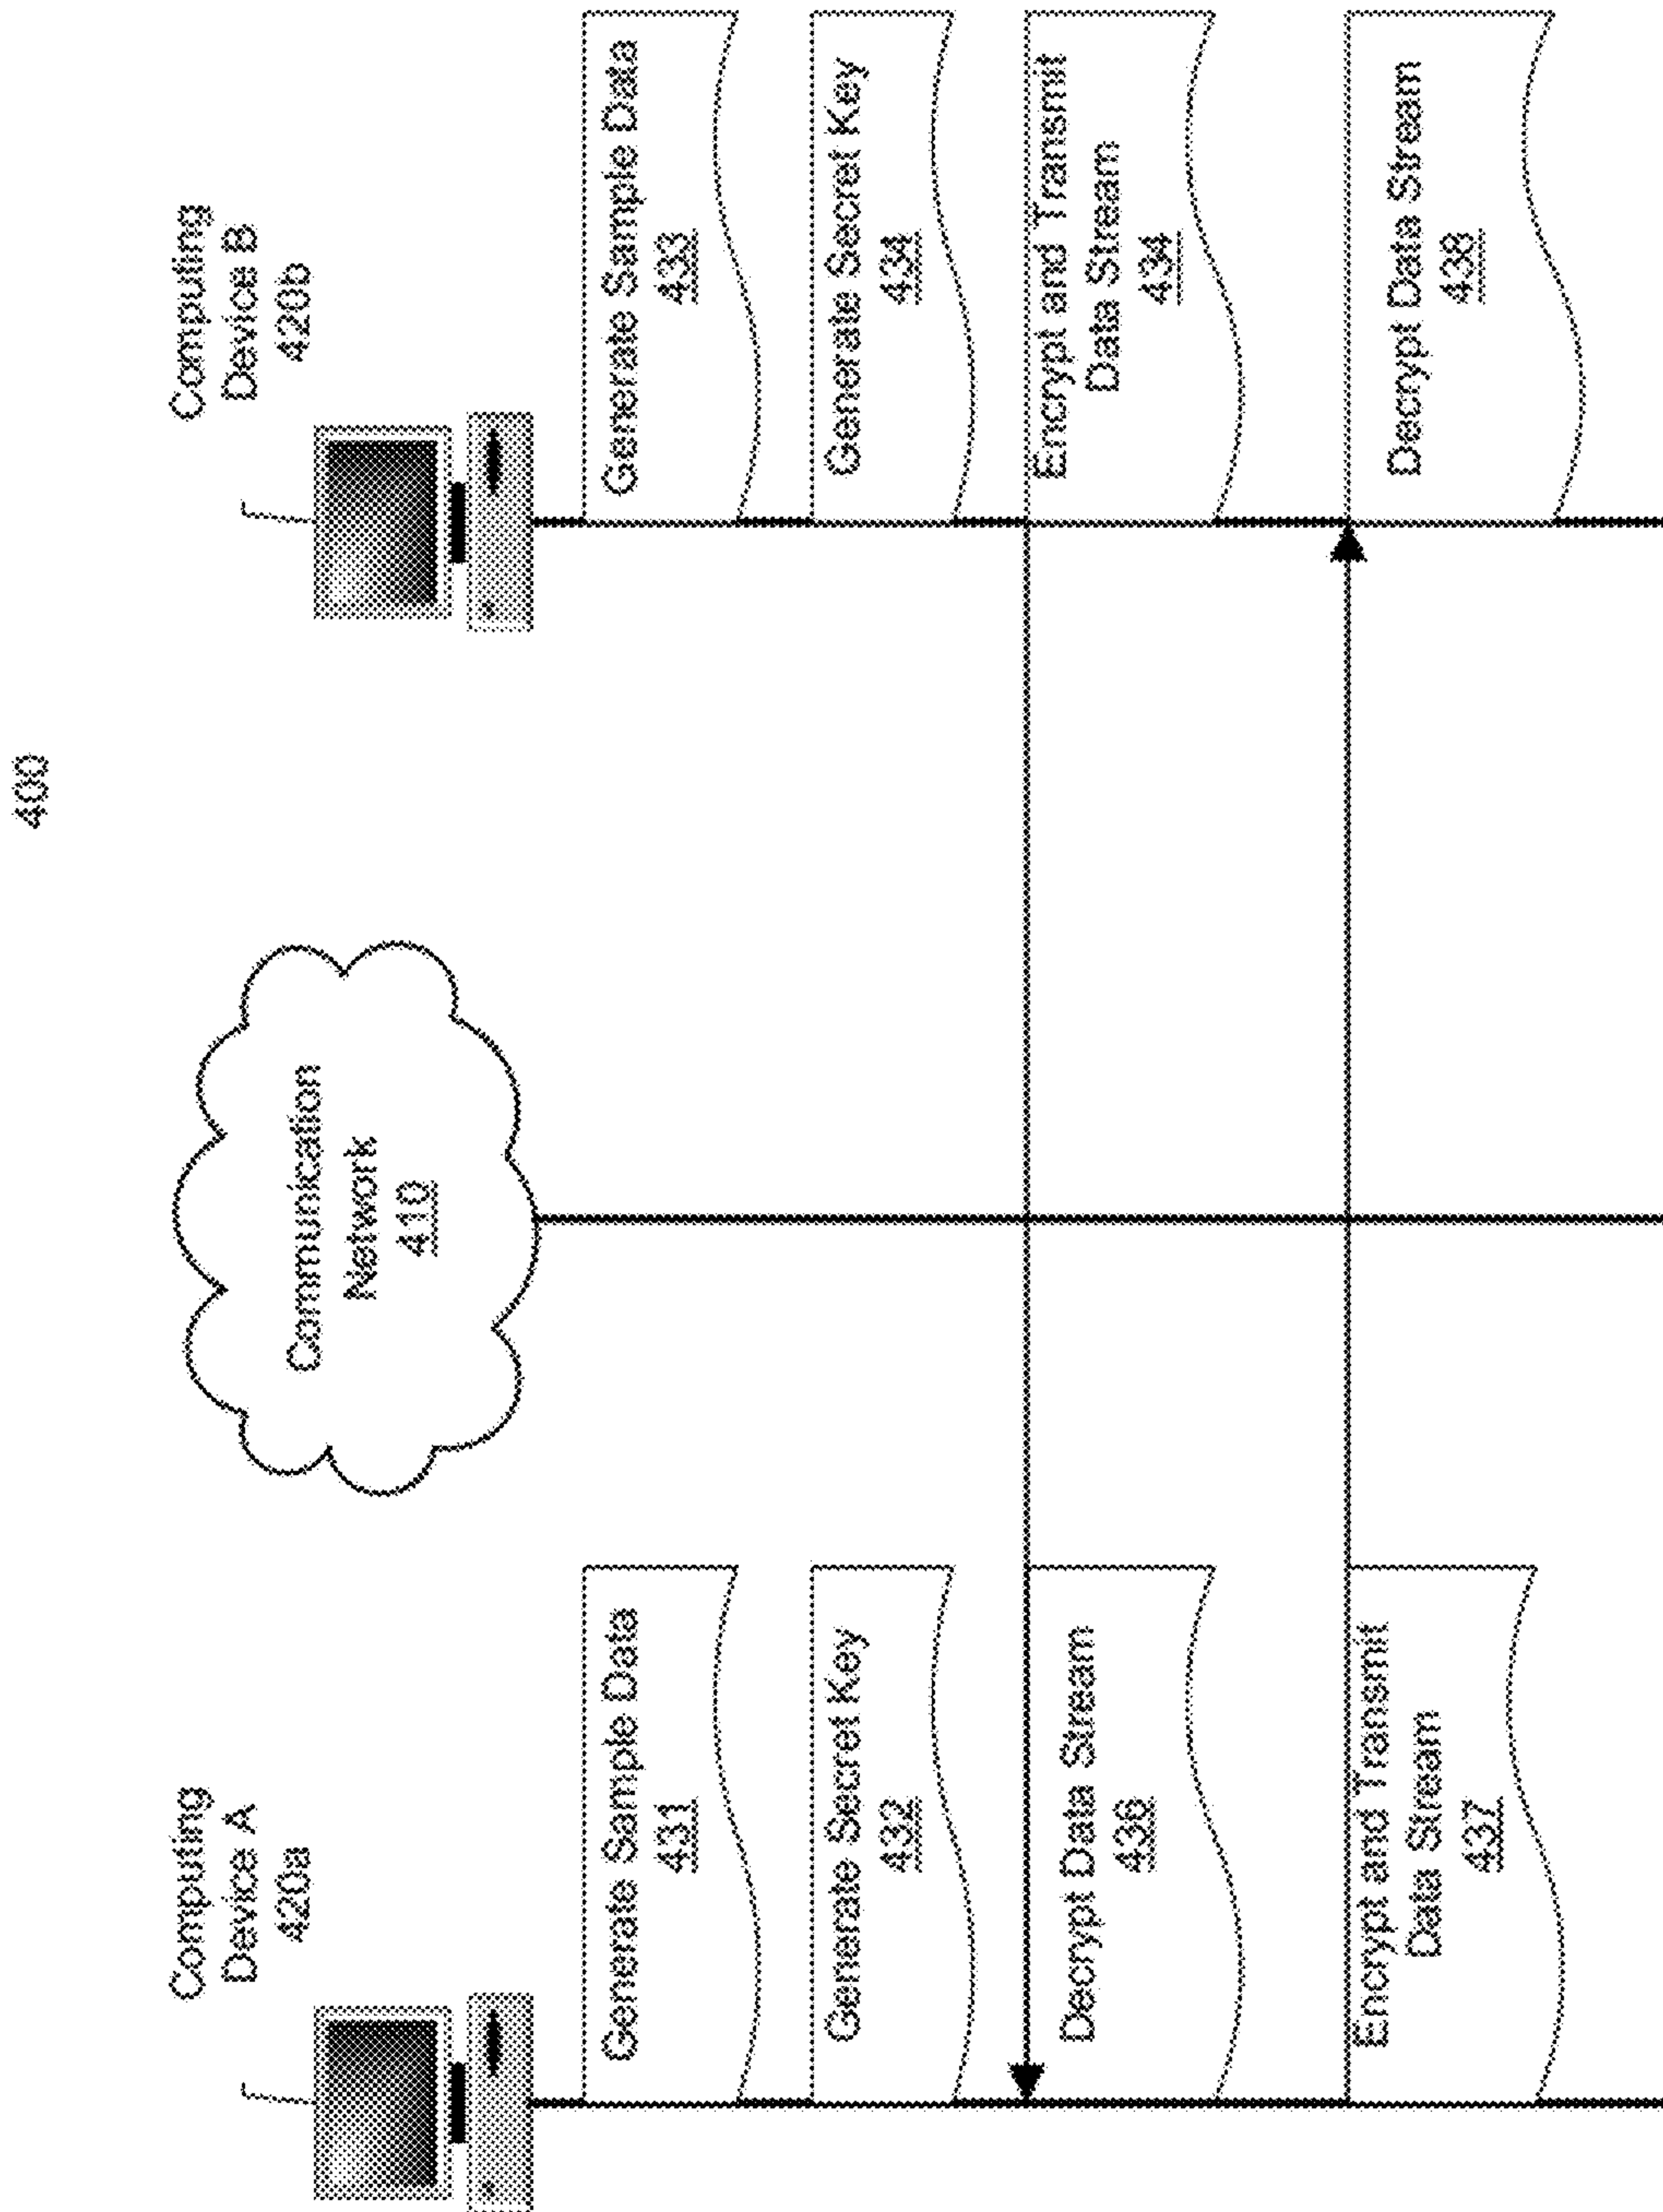 400
Computing
Device A
420a
Communication
Network
410
Computing
Device B
420b
Generate Sample Data
431
Generate Sample Data
433
Generate Secret Key
432
Generate Secret Key
434
Decrypt Data Stream
436
Encrypt and Transmit
Data Stream
434
Encrypt and Transmit
Data Stream
437
Decrypt Data Stream
438